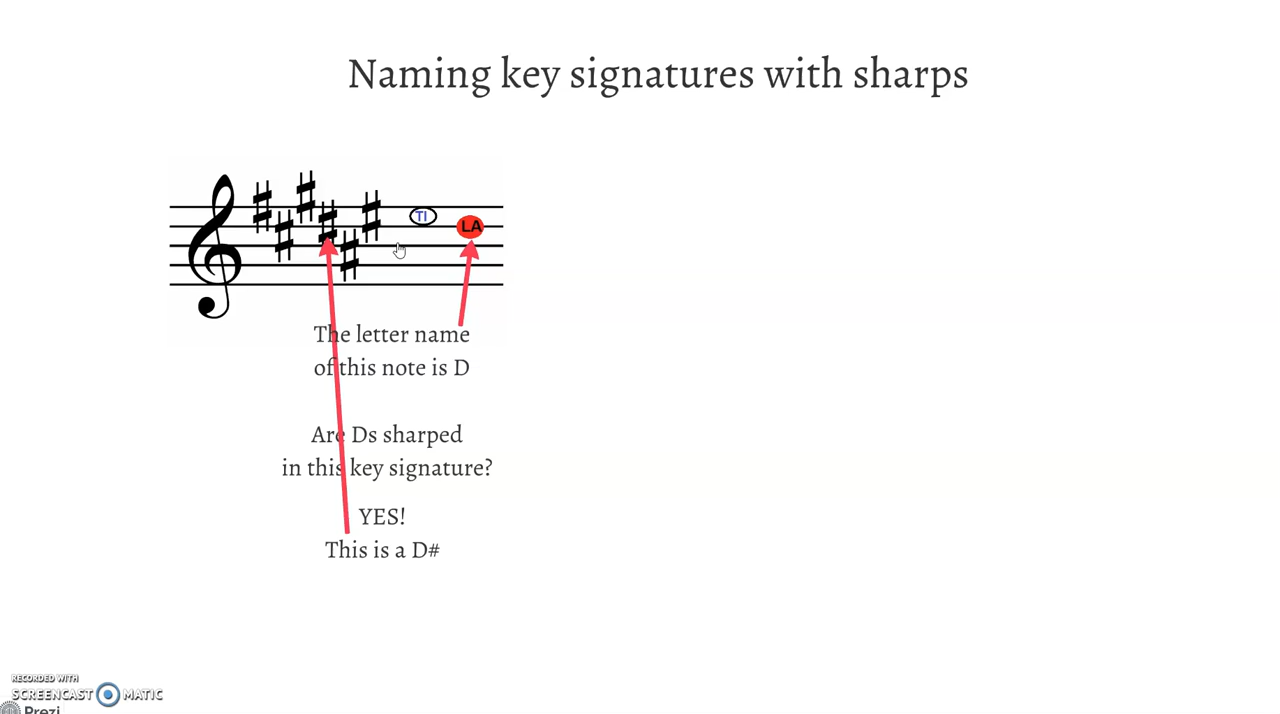 Naming key signatures with sharps
TI
LA
The letter name
of this note is D
Are Ds sharped
in this key signature?
YES!
This is a D#
RECORDED WITH
SCREENCAST MATIC
Prezi